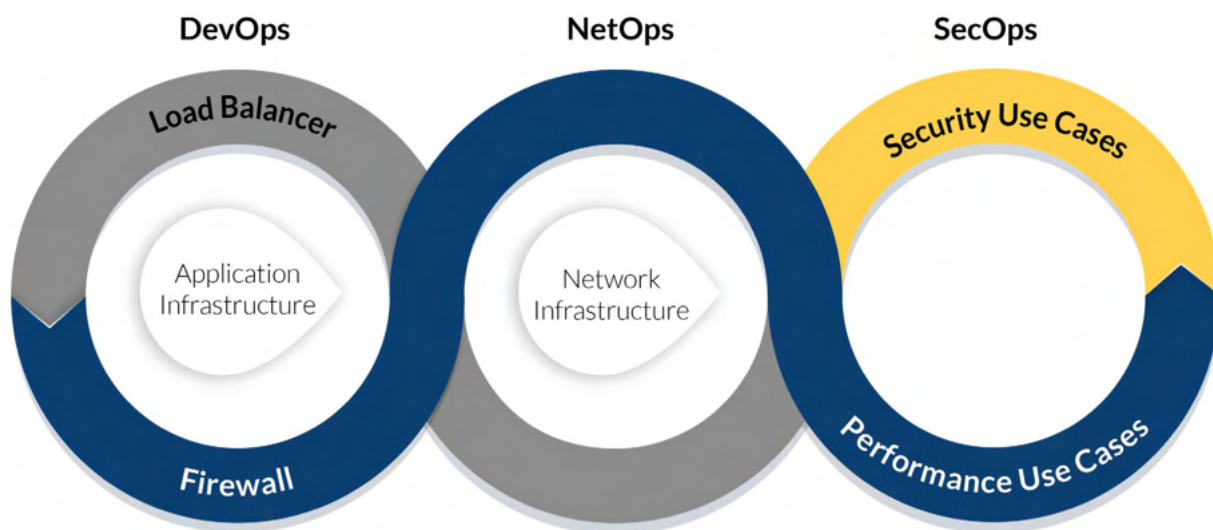 DevOps
NetOps
SecOps
Load Balancer
Security Use Cases
Application
Infrastructure
Network
Infrastructure
Firewall
Performance Use Cases